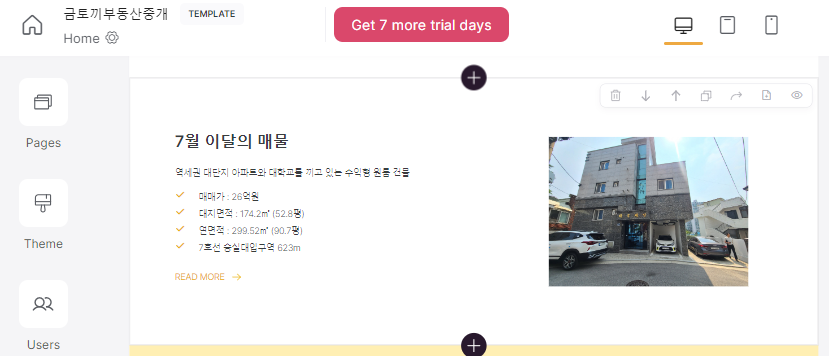 금토끼부동산중개
TEMPLATE
Home
Get 7 more trial days
Pages
Theme
Users
7월 이달의 매물
역세권 대단지 아파트와 대학교를 끼고 있는 수익형 원룸 건물
매매가 : 26억원
대지면적 : 174.2㎡ (52.8평)
연면적 : 299.52㎡ (90.7평)
7호선 숭실대입구역 623m
READ MORE